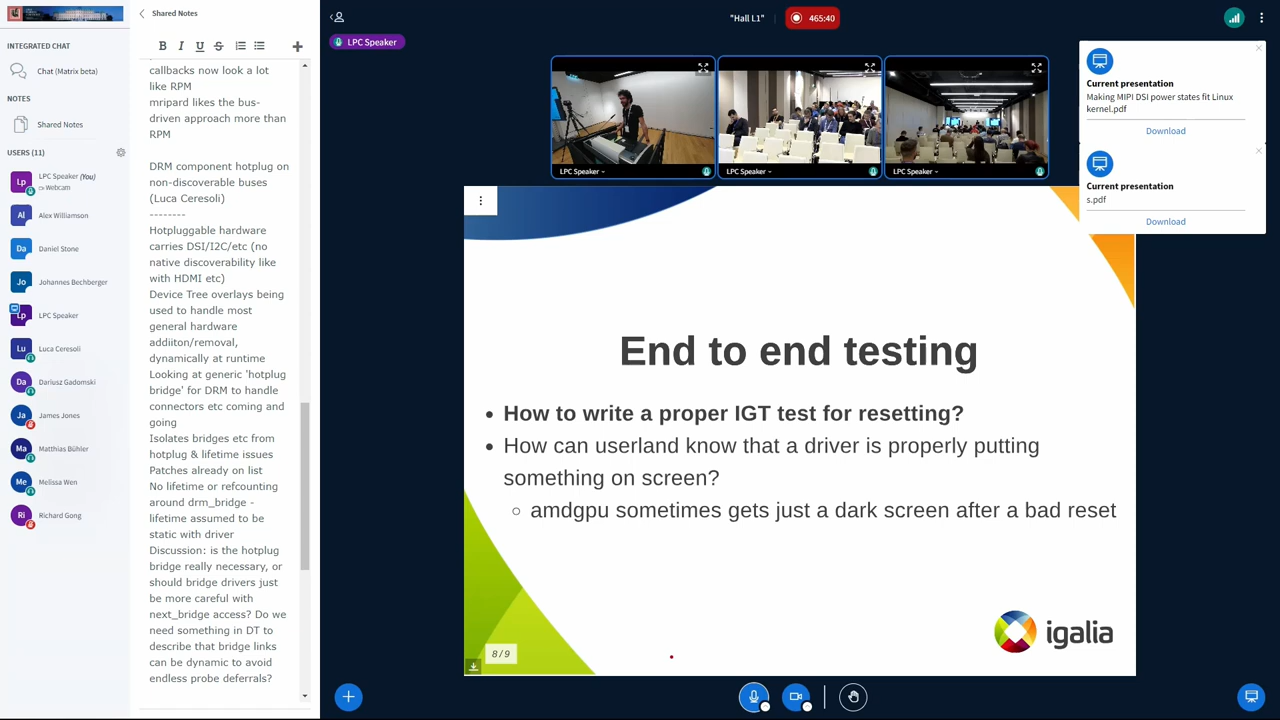 INTEGRATED CHAT
Chat (Matrix beta)
NOTES
Shared Notes
USERS (11)
Lp
LPC Speaker (You)
Webcam
Al
Alex Williamson
Da
Daniel Stone
Jo
Johannes Bechberger
Lp
LPC Speaker
Lu
Luca Ceresoli
Da
Dariusz Gadomski
Ja
James Jones
Ma
Matthias Bühler
Me
Melissa Wen
Ri
Richard Gong
Shared Notes
B I U S
callbacks now look a lot
like RPM
mripard likes the bus-
driven approach more than
RPM
DRM component hotplug on
non-discoverable buses
(Luca Ceresoli)
--------
Hotpluggable hardware
carries DSI/I2C/etc (no
native discoverability like
with HDMI etc)
Device Tree overlays being
used to handle most
general hardware
addiiton/removal,
dynamically at runtime
Looking at generic 'hotplug
bridge' for DRM to handle
connectors etc coming and
going
Isolates bridges etc from
hotplug & lifetime issues
Patches already on list
No lifetime or refcounting
around drm_bridge -
lifetime assumed to be
static with driver
Discussion: is the hotplug
bridge really necessary, or
should bridge drivers just
be more careful with
next_bridge access? Do we
need something in DT to
describe that bridge links
can be dynamic to avoid
endless probe deferrals?
"Hall L1"
465:40
LPC Speaker
LPC Speaker
LPC Speaker
LPC Speaker
Current presentation
Making MIPI DSI power states fit Linux
kernel.pdf
Download
Current presentation
s.pdf
Download
End to end testing
• How to write a proper IGT test for resetting?
• How can userland know that a driver is properly putting
something on screen?
○ amdgpu sometimes gets just a dark screen after a bad reset
8/9
igalia